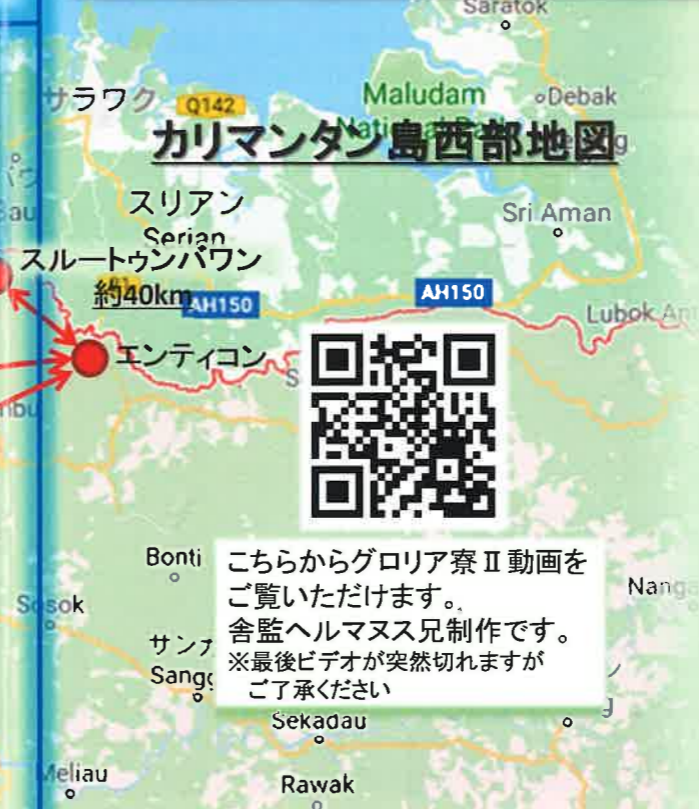 Saratok
サラワク
Q142
Maludam
Debak
カリマンタン島西部地図
スリアン
Serian
Sri Aman
スルートゥンバワン
約40km
AH150
AH150
Lubok An
エンティコン
Bonti
こちらからグロリア寮Ⅱ動画を
ご覧いただけます。
舎監ヘルマヌス兄制作です。
※最後ビデオが突然切れますが
ご了承ください
Nanga
Sosok
サンガ
Sangg
Sekadau
Meliau
Rawak